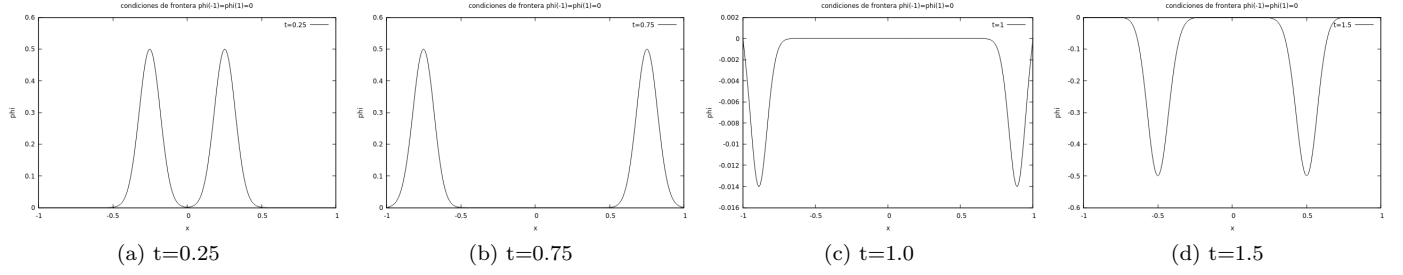 condiciones de frontera phi(-1)=phi(1)=0
t=0.25
0.6
0.5
0.4
0.3
0.2
0.1
0
phi
-1
-0.5
0
0.5
1
x
(a) t=0.25
condiciones de frontera phi(-1)=phi(1)=0
t=0.75
0.6
0.5
0.4
0.3
0.2
0.1
0
phi
-1
-0.5
0
0.5
1
x
(b) t=0.75
condiciones de frontera phi(-1)=phi(1)=0
t=1
0.002
0
-0.002
-0.004
-0.006
-0.008
-0.01
-0.012
-0.014
-0.016
phi
-1
-0.5
0
0.5
1
x
(c) t=1.0
condiciones de frontera phi(-1)=phi(1)=0
t=1.5
0
-0.1
-0.2
-0.3
-0.4
-0.5
-0.6
phi
-1
-0.5
0
0.5
1
x
(d) t=1.5